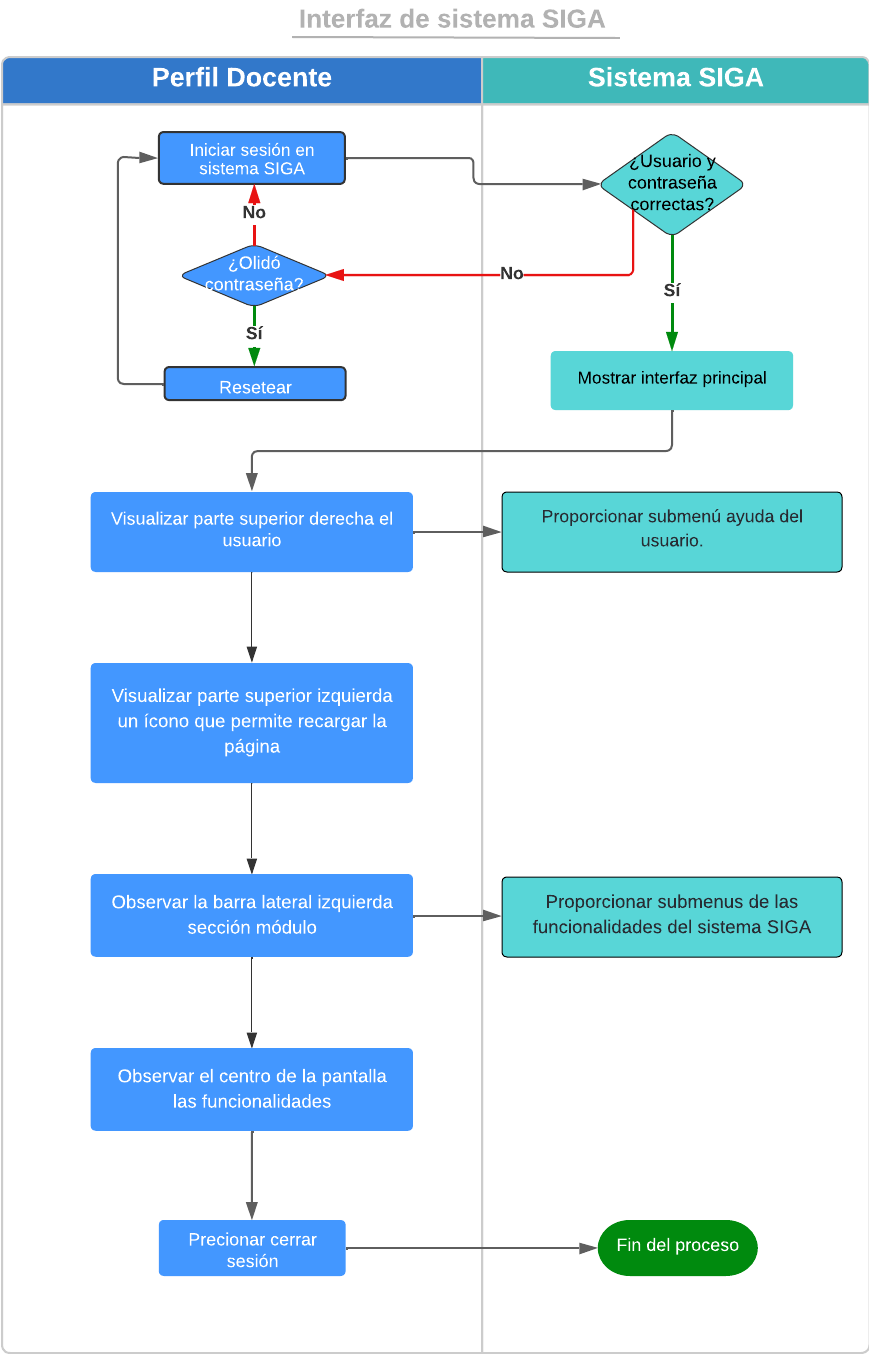 Interfaz de sistema SIGA
Perfil Docente
Sistema SIGA
Iniciar sesión en
sistema SIGA
¿Usuario y
contraseña
correctas?
No
¿Olidó
contraseña?
No
Sí
Sí
Resetear
Mostrar interfaz principal
Visualizar parte superior derecha el
usuario
Proporcionar submenú ayuda del
usuario.
Visualizar parte superior izquierda
un ícono que permite recargar la
página
Observar la barra lateral izquierda
sección módulo
Proporcionar submenus de las
funcionalidades del sistema SIGA
Observar el centro de la pantalla
las funcionalidades
Precionar cerrar
sesión
Fin del proceso